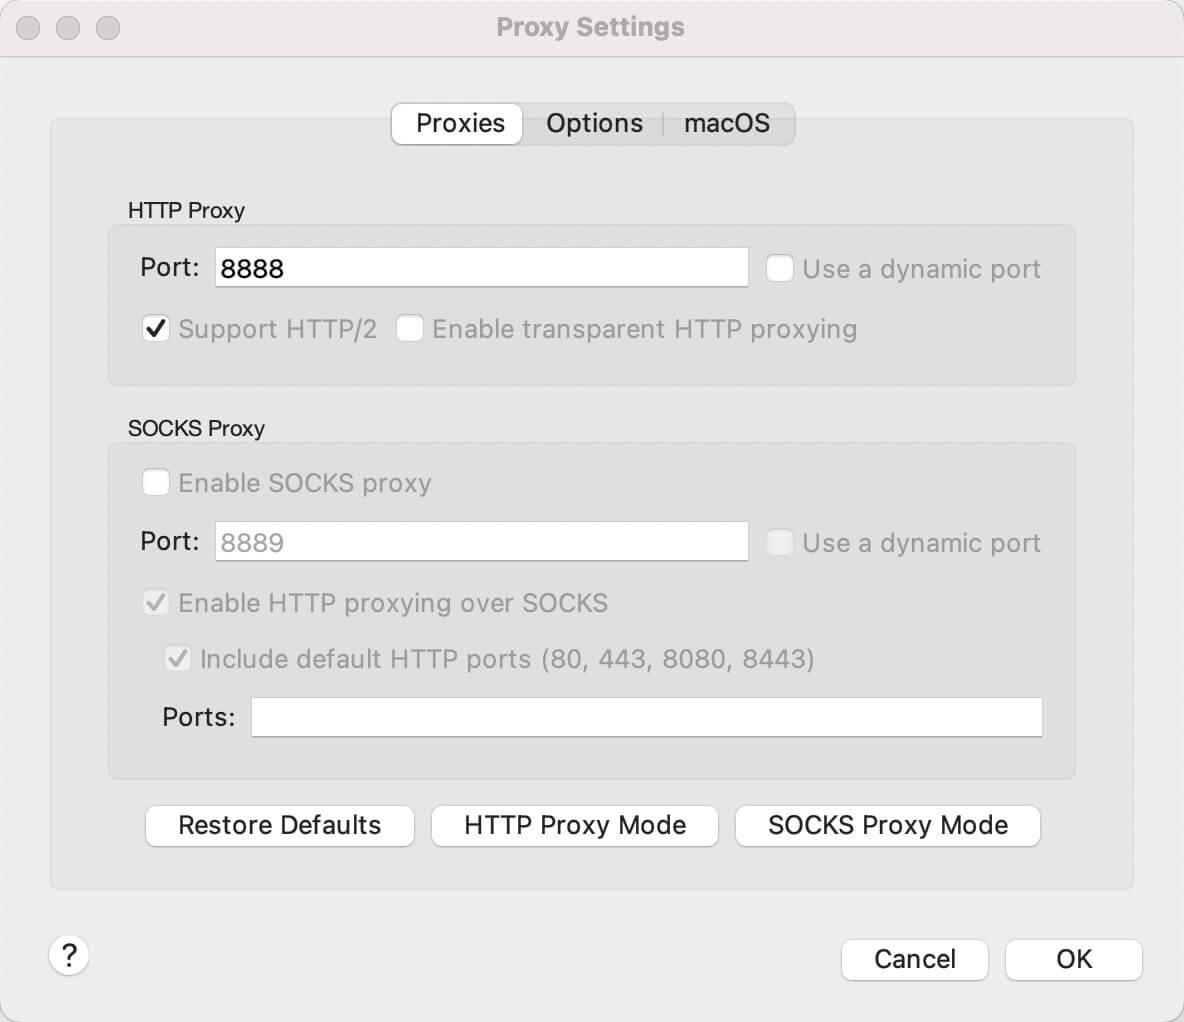 Proxy Settings
Proxies Options macOS
HTTP Proxy
Port: 8888 Use a dynamic port
Support HTTP/2 Enable transparent HTTP proxying
SOCKS Proxy
Enable SOCKS proxy
Port: 8889 Use a dynamic port
Enable HTTP proxying over SOCKS
Include default HTTP ports (80, 443, 8080, 8443)
Ports:
Restore Defaults HTTP Proxy Mode SOCKS Proxy Mode
? Cancel OK